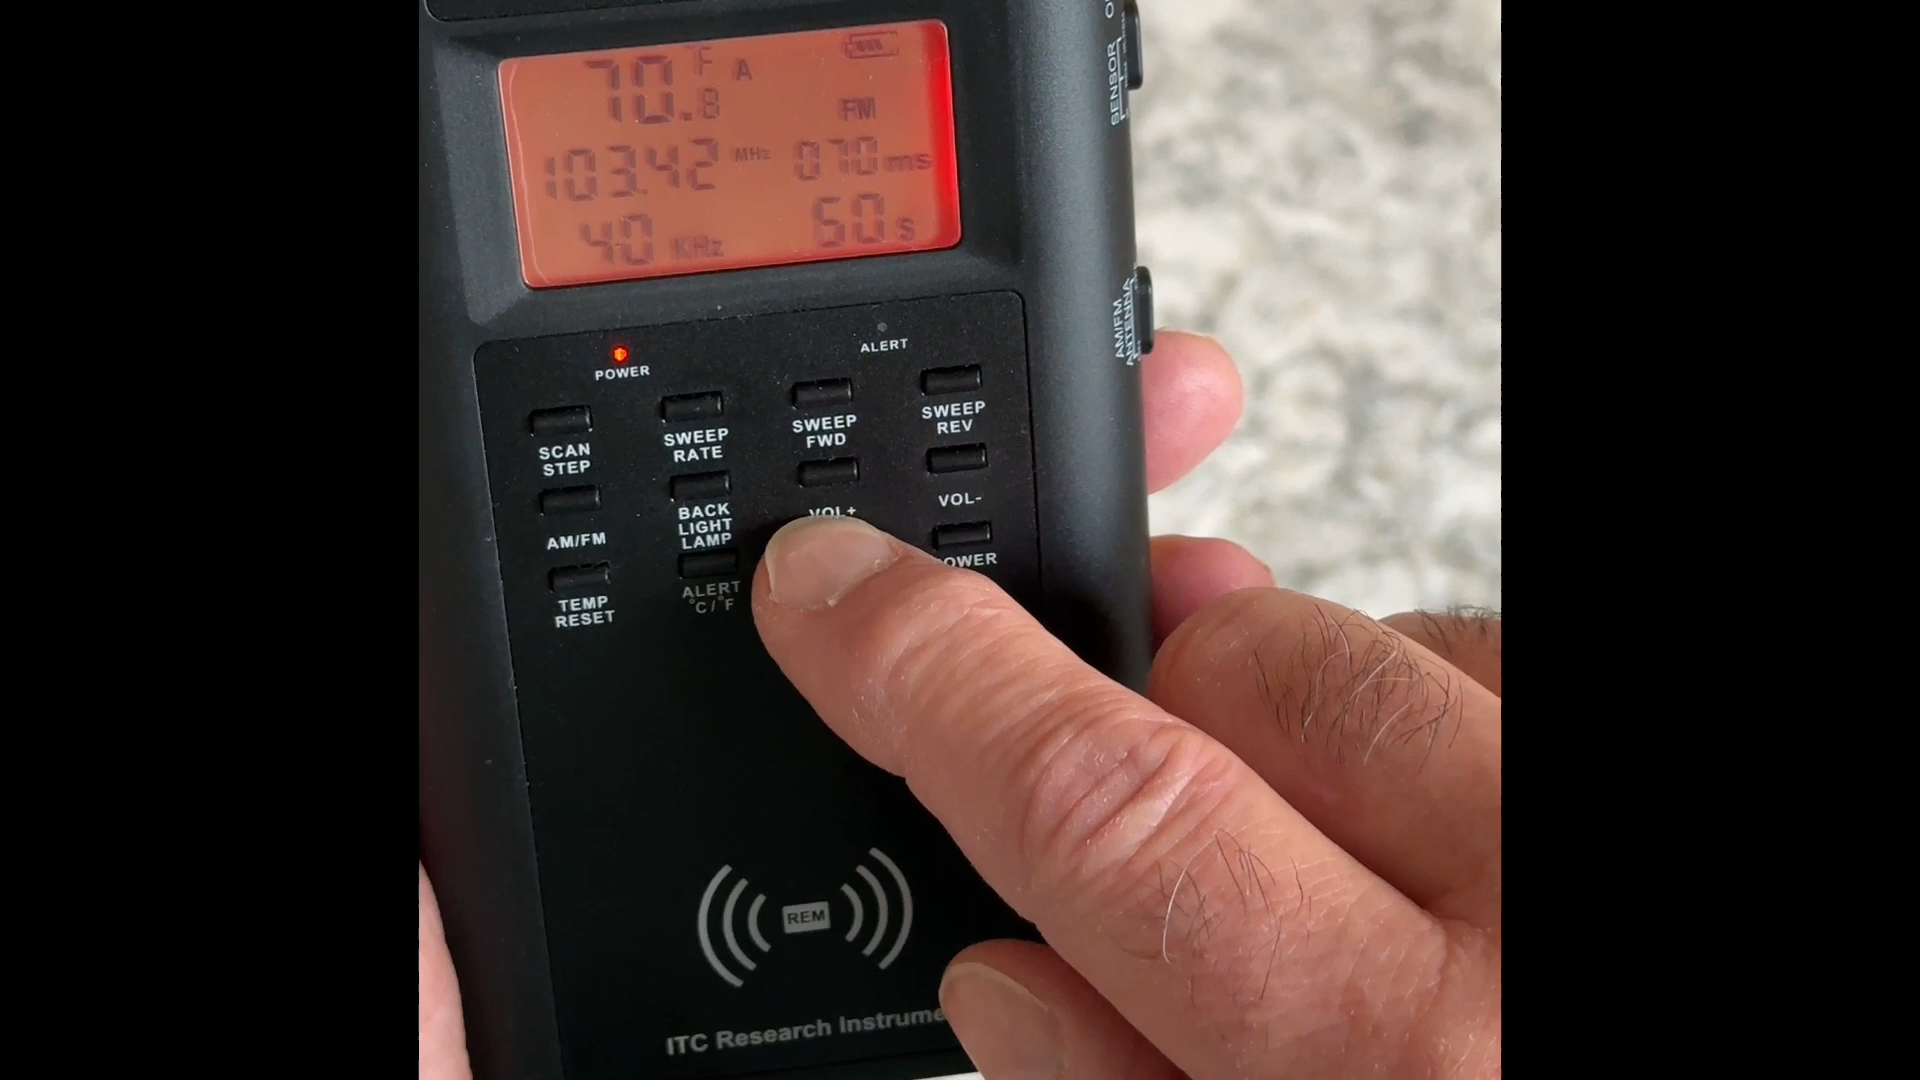 70.8 °F A
FM
103.42 MHz 070 mS
40 KHz 50 S
SENSOR
AM/FM
ANTENNA
POWER
ALERT
SCAN
STEP
SWEEP
RATE
SWEEP
FWD
SWEEP
REV
AM/FM
BACK
LIGHT
LAMP
VOL+
VOL-
TEMP
RESET
ALERT
°C/°F
POWER
REM
ITC Research